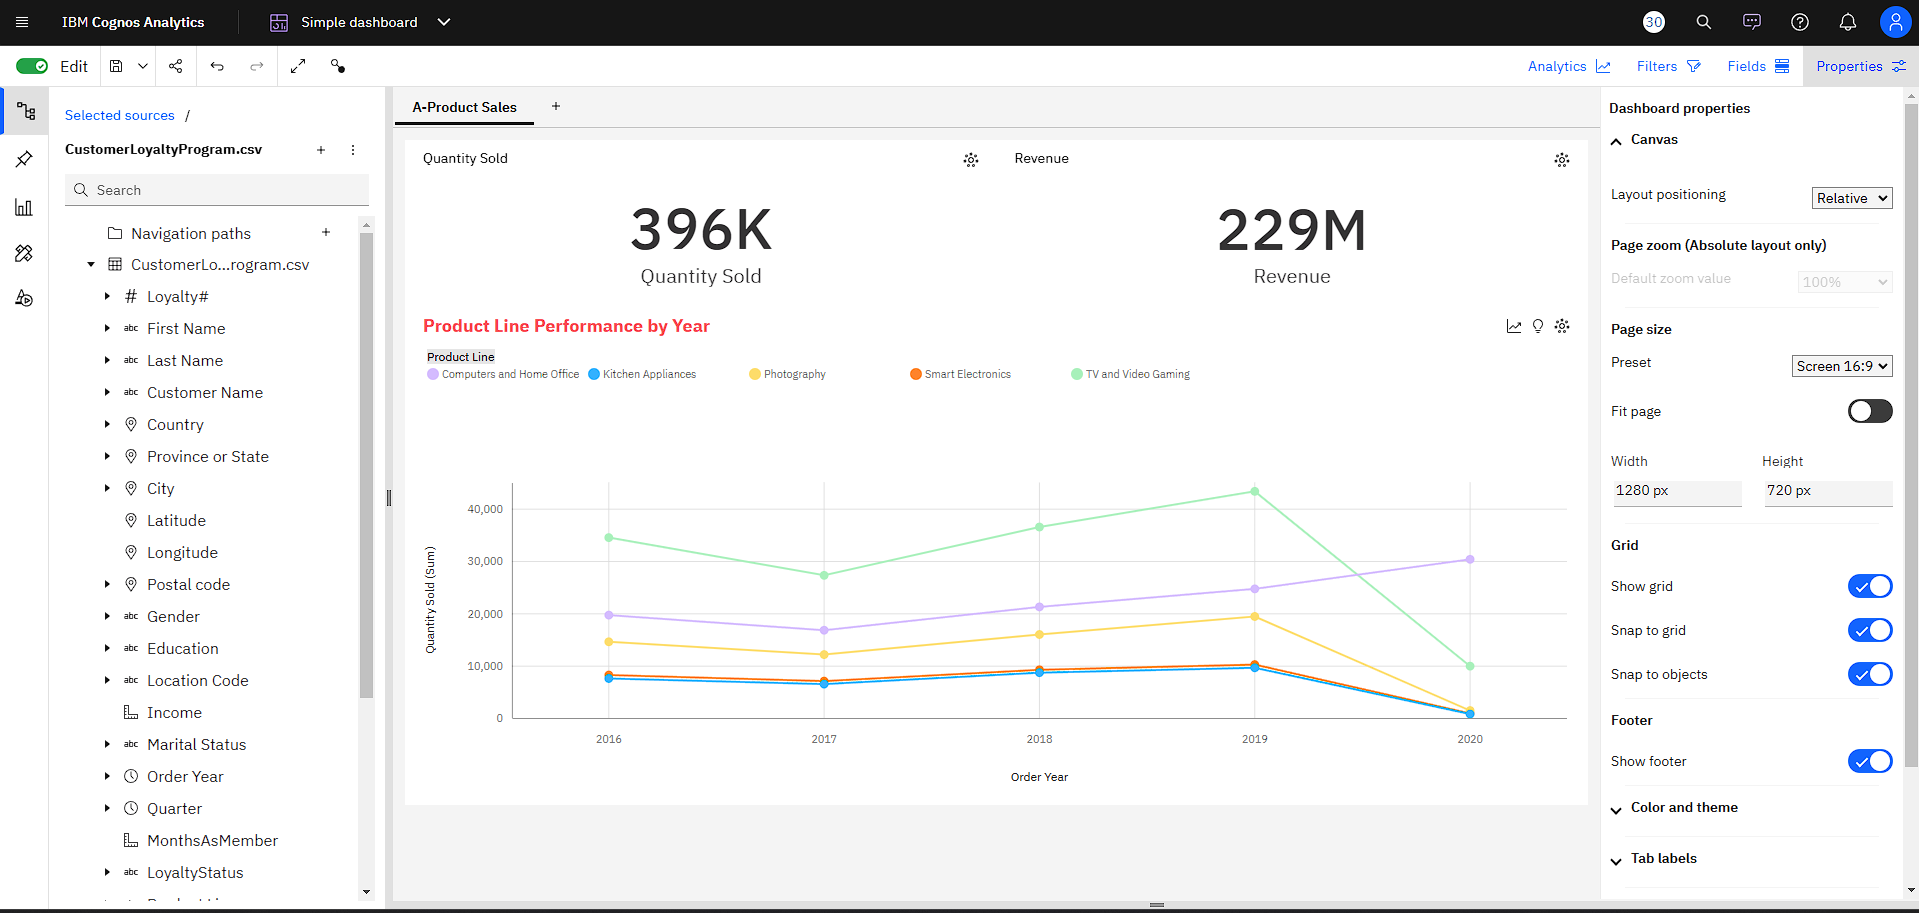 IBM Cognos Analytics
Simple dashboard
30
Edit
Analytics
Filters
Fields
Properties
Selected sources /
CustomerLoyaltyProgram.csv
Search
Navigation paths
CustomerLo...rogram.csv
# Loyalty#
abc First Name
abc Last Name
abc Customer Name
Country
Province or State
City
Latitude
Longitude
Postal code
abc Gender
abc Education
abc Location Code
Income
abc Marital Status
Order Year
Quarter
MonthsAsMember
abc LoyaltyStatus
A-Product Sales
Quantity Sold
396K
Quantity Sold
Revenue
229M
Revenue
Product Line Performance by Year
Product Line
Computers and Home Office
Kitchen Appliances
Photography
Smart Electronics
TV and Video Gaming
Quantity Sold (Sum)
40,000
30,000
20,000
10,000
0
2016
2017
2018
2019
2020
Order Year
Dashboard properties
Canvas
Layout positioning
Relative
Page zoom (Absolute layout only)
Default zoom value
100%
Page size
Preset
Screen 16:9
Fit page
Width
Height
1280 px
720 px
Grid
Show grid
Snap to grid
Snap to objects
Footer
Show footer
Color and theme
Tab labels